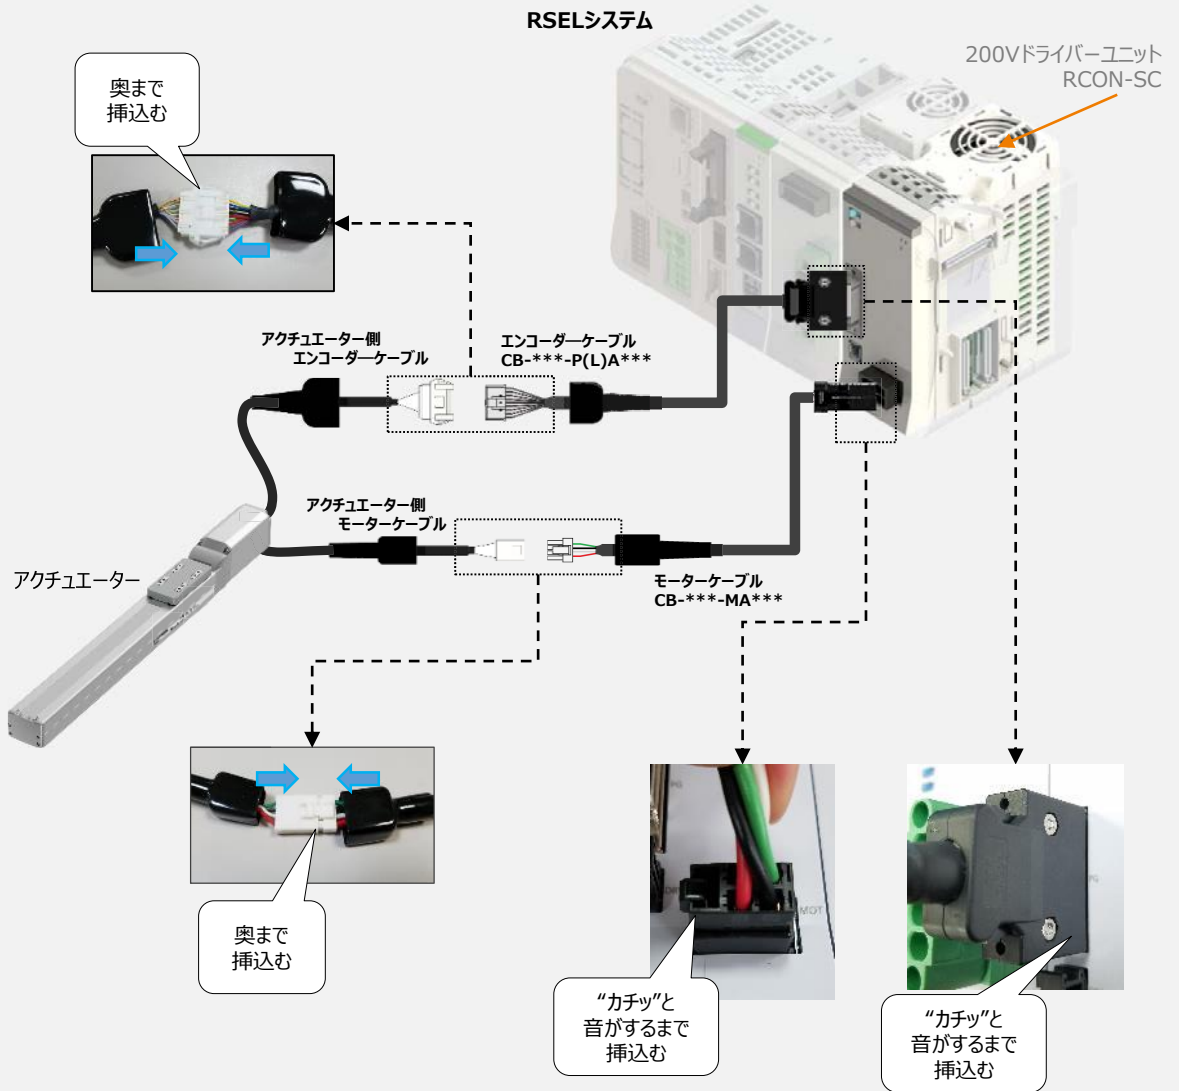 RSELシステム
200Vドライバーユニット
RCON-SC
奥まで
挿込む
アクチュエーター側
エンコーダーケーブル
エンコーダーケーブル
CB-***-P(L)A***
アクチュエーター側
モーターケーブル
アクチュエーター
モーターケーブル
CB-***-MA***
奥まで
挿込む
MOT
“カチッ”と
音がするまで
挿込む
PG
“カチッ”と
音がするまで
挿込む